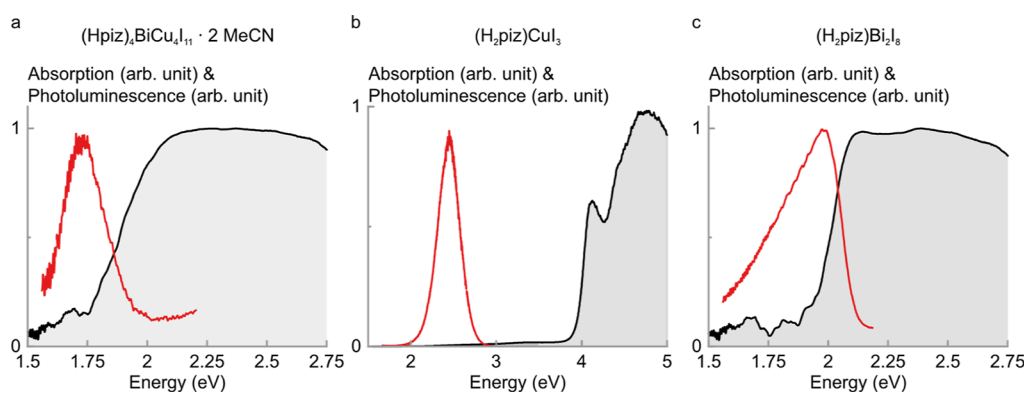 a
(Hpiz)₄BiCu₄I₁₁ · 2 MeCN
Absorption (arb. unit) &
Photoluminescence (arb. unit)
1
0
1.5 1.75 2 2.25 2.5 2.75
Energy (eV)
b
(H₂piz)CuI₃
Absorption (arb. unit) &
Photoluminescence (arb. unit)
1
0
2 3 4 5
Energy (eV)
c
(H₂piz)Bi₂I₈
Absorption (arb. unit) &
Photoluminescence (arb. unit)
1
0
1.5 1.75 2 2.25 2.5 2.75
Energy (eV)